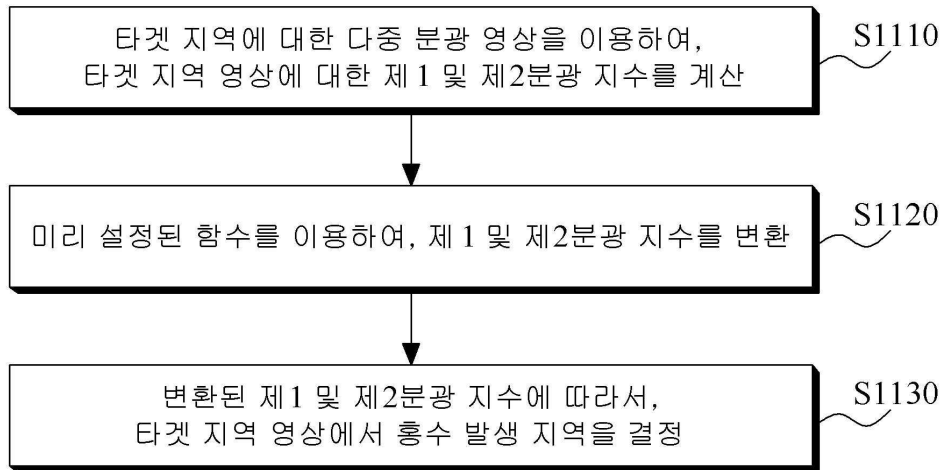 타겟 지역에 대한 다중 분광 영상을 이용하여,
타겟 지역 영상에 대한 제1 및 제2분광 지수를 계산
S1110
미리 설정된 함수를 이용하여, 제1 및 제2분광 지수를 변환
S1120
변환된 제1 및 제2분광 지수에 따라서,
타겟 지역 영상에서 홍수 발생 지역을 결정
S1130